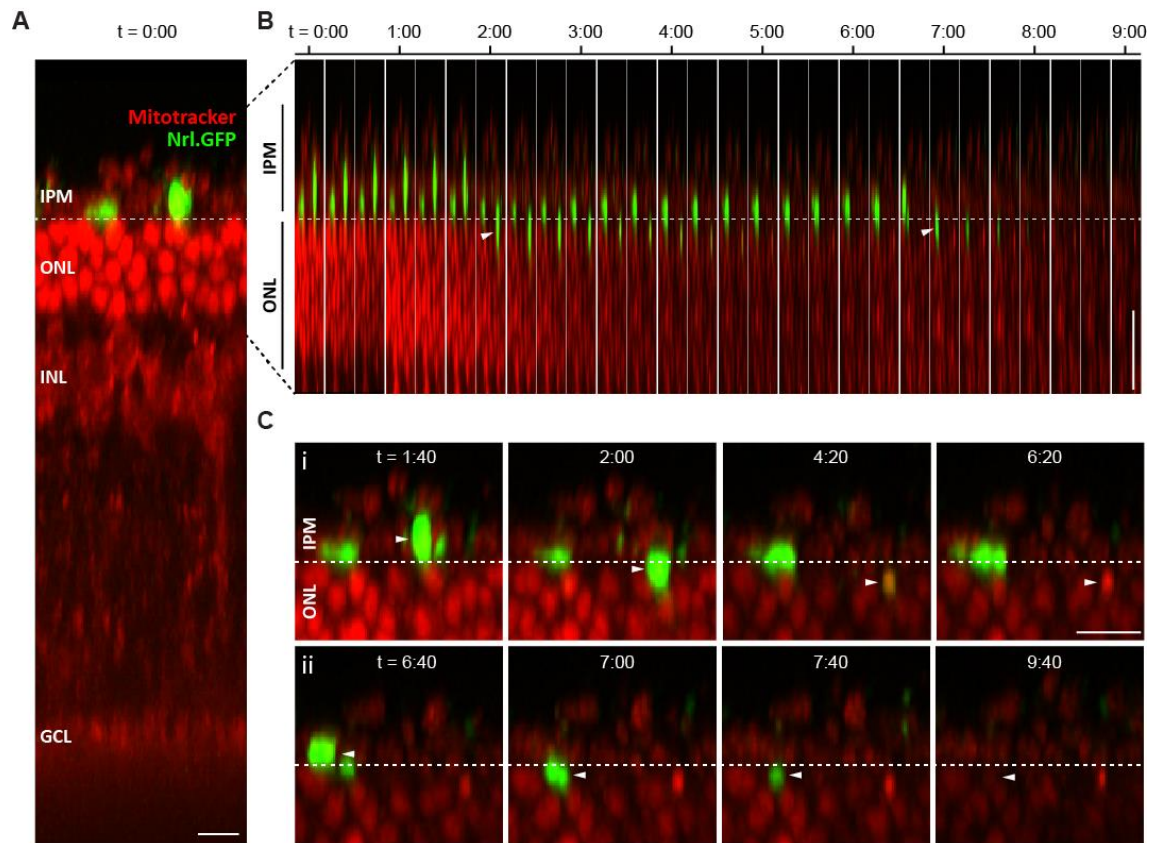 A
t = 0:00
Mitotracker
Nrl.GFP
IPM
ONL
INL
GCL
B
t = 0:00 1:00 2:00 3:00 4:00 5:00 6:00 7:00 8:00 9:00
IPM
ONL
C
i
t = 1:40 2:00 4:20 6:20
IPM
ONL
ii
t = 6:40 7:00 7:40 9:40